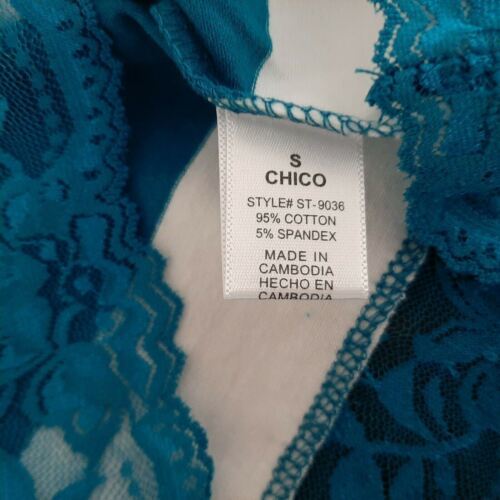 S
CHICO
STYLE# ST-9036
95% COTTON
5% SPANDEX
MADE IN
CAMBODIA
HECHO EN
CAMBODIA